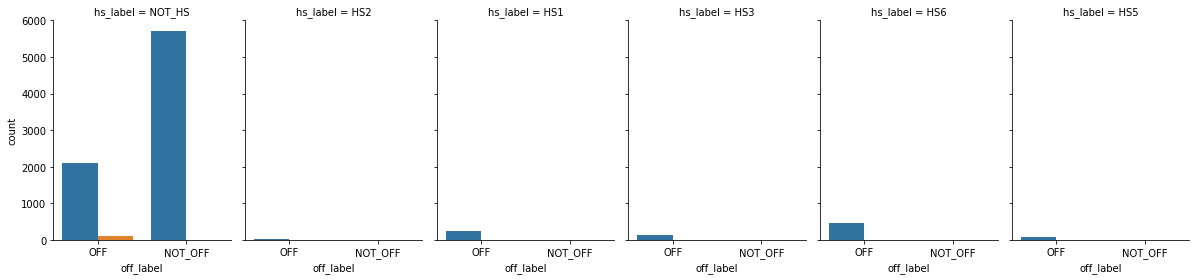 hs_label = NOT_HS
hs_label = HS2
hs_label = HS1
hs_label = HS3
hs_label = HS6
hs_label = HS5
6000
5000
4000
3000
2000
1000
0
count
OFF NOT_OFF
OFF NOT_OFF
OFF NOT_OFF
OFF NOT_OFF
OFF NOT_OFF
OFF NOT_OFF
off_label
off_label
off_label
off_label
off_label
off_label